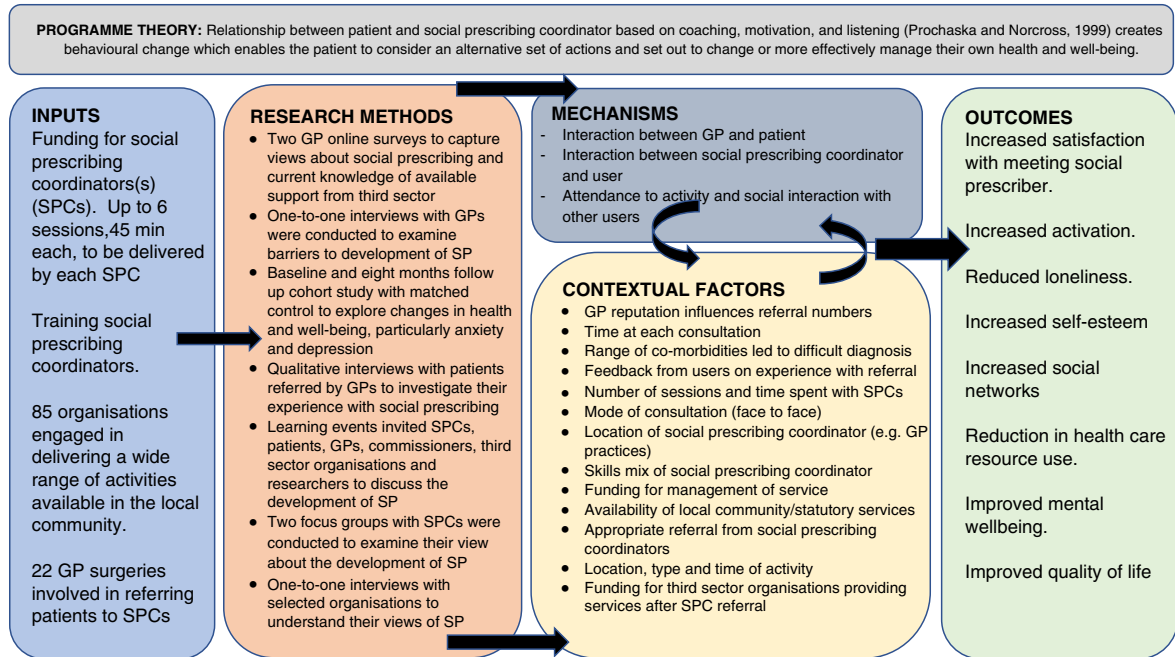 PROGRAMME THEORY: Relationship between patient and social prescribing coordinator based on coaching, motivation, and listening (Prochaska and Norcross, 1999) creates
behavioural change which enables the patient to consider an alternative set of actions and set out to change or more effectively manage their own health and well-being.
INPUTS
Funding for social
prescribing
coordinators(s)
(SPCs). Up to 6
sessions,45 min
each, to be delivered
by each SPC
Training social
prescribing
coordinators.
85 organisations
engaged in
delivering a wide
range of activities
available in the local
community.
22 GP surgeries
involved in referring
patients to SPCs
RESEARCH METHODS
● Two GP online surveys to capture
views about social prescribing and
current knowledge of available
support from third sector
● One-to-one interviews with GPs
were conducted to examine
barriers to development of SP
● Baseline and eight months follow
up cohort study with matched
control to explore changes in health
and well-being, particularly anxiety
and depression
● Qualitative interviews with patients
referred by GPs to investigate their
experience with social prescribing
● Learning events invited SPCs,
patients, GPs, commissioners, third
sector organisations and
researchers to discuss the
development of SP
● Two focus groups with SPCs were
conducted to examine their view
about the development of SP
● One-to-one interviews with
selected organisations to
understand their views of SP
MECHANISMS
- Interaction between GP and patient
- Interaction between social prescribing coordinator
and user
- Attendance to activity and social interaction with
other users
CONTEXTUAL FACTORS
● GP reputation influences referral numbers
● Time at each consultation
● Range of co-morbidities led to difficult diagnosis
● Feedback from users on experience with referral
● Number of sessions and time spent with SPCs
● Mode of consultation (face to face)
● Location of social prescribing coordinator (e.g. GP
practices)
● Skills mix of social prescribing coordinator
● Funding for management of service
● Availability of local community/statutory services
● Appropriate referral from social prescribing
coordinators
● Location, type and time of activity
● Funding for third sector organisations providing
services after SPC referral
OUTCOMES
Increased satisfaction
with meeting social
prescriber.
Increased activation.
Reduced loneliness.
Increased self-esteem
Increased social
networks
Reduction in health care
resource use.
Improved mental
wellbeing.
Improved quality of life